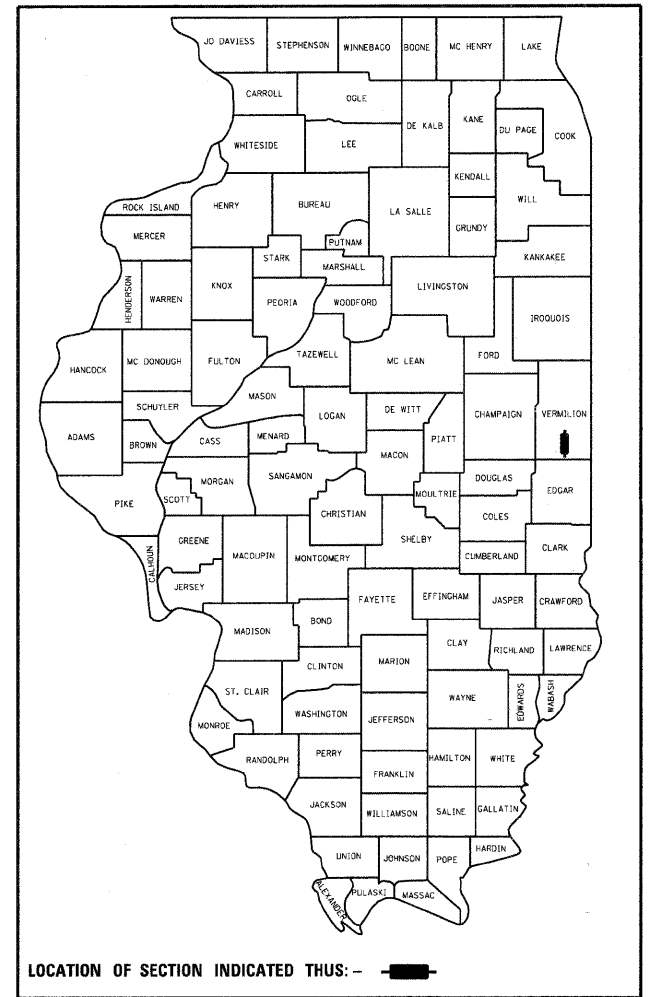 JO DAVIESS STEPHENSON WINNEBAGO BOONE MC HENRY LAKE
CARROLL OGLE DE KALB KANE DU PAGE COOK
WHITESIDE LEE
KENDALL WILL
ROCK ISLAND HENRY BUREAU LA SALLE GRUNDY
MERCER PUTNAM KANKAKEE
STARK MARSHALL
HENDERSON WARREN KNOX PEORIA WOODFORD LIVINGSTON IROQUOIS
HANCOCK MC DONOUGH FULTON TAZEWELL MC LEAN FORD
MASON
SCHUYLER LOGAN DE WITT CHAMPAIGN VERMILION
ADAMS BROWN CASS MENARD PIATT
MACON
MORGAN SANGAMON DOUGLAS EDGAR
PIKE SCOTT MOULTRIE
CHRISTIAN COLES
GREENE SHELBY
CALHOUN MACOUPIN MONTGOMERY CUMBERLAND CLARK
JERSEY
FAYETTE EFFINGHAM JASPER CRAWFORD
MADISON BOND
CLAY RICHLAND LAWRENCE
CLINTON MARION
ST. CLAIR WAYNE EDWARDS WABASH
WASHINGTON JEFFERSON
MONROE
RANDOLPH PERRY HAMILTON WHITE
FRANKLIN
JACKSON WILLIAMSON SALINE GALLATIN
UNION JOHNSON POPE HARDIN
ALEXANDER PULASKI MASSAC
LOCATION OF SECTION INDICATED THUS: –